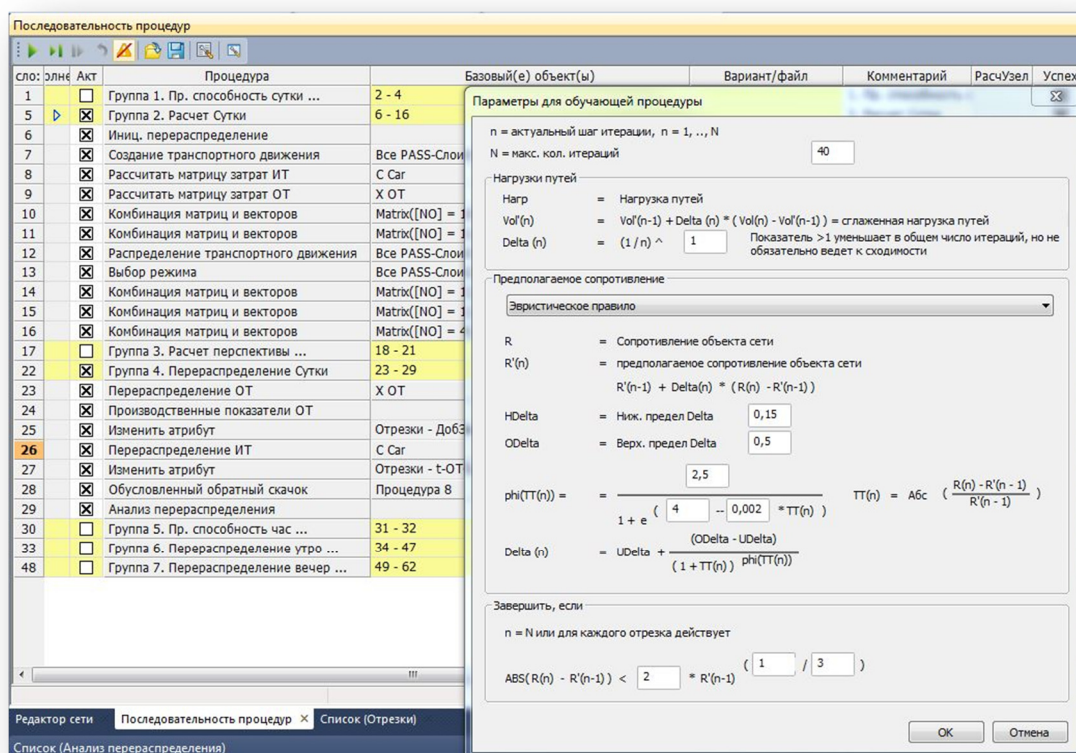 Последовательность процедур
сло: олне Акт Процедура Базовый(е) объект(ы) Вариант/файл Комментарий РасчУзел Успех
1 Группа 1. Пр. способность сутки ... 2 - 4
5 Группа 2. Расчет Сутки 6 - 16
6 Иниц. перераспределение
7 Создание транспортного движения Все PASS-Слои
8 Рассчитать матрицу затрат ИТ C Car
9 Рассчитать матрицу затрат ОТ X ОТ
10 Комбинация матриц и векторов Matrix([NO] = 1
11 Комбинация матриц и векторов Matrix([NO] = 1
12 Распределение транспортного движения Все PASS-Слои
13 Выбор режима Все PASS-Слои
14 Комбинация матриц и векторов Matrix([NO] = 1
15 Комбинация матриц и векторов Matrix([NO] = 1
16 Комбинация матриц и векторов Matrix([NO] = 4
17 Группа 3. Расчет перспективы ... 18 - 21
22 Группа 4. Перераспределение Сутки 23 - 29
23 Перераспределение ОТ X ОТ
24 Производственные показатели ОТ
25 Изменить атрибут Отрезки - Доб
26 Перераспределение ИТ C Car
27 Изменить атрибут Отрезки - t-ОТ
28 Обусловленный обратный скачок Процедура 8
29 Анализ перераспределения
30 Группа 5. Пр. способность час ... 31 - 32
33 Группа 6. Перераспределение утро ... 34 - 47
48 Группа 7. Перераспределение вечер ... 49 - 62
Параметры для обучающей процедуры
n = актуальный шаг итерации, n = 1, .., N
N = макс. кол. итераций 40
Нагрузки путей
Нагр = Нагрузка путей
Vol'(n) = Vol'(n-1) + Delta (n) * ( Vol(n) - Vol'(n-1) ) = сглаженная нагрузка путей
Delta (n) = (1 / n) ^ 1 Показатель >1 уменьшает в общем число итераций, но не
обязательно ведет к сходимости
Предполагаемое сопротивление
Эвристическое правило
R = Сопротивление объекта сети
R'(n) = предполагаемое сопротивление объекта сети
R'(n-1) + Delta(n) * ( R(n) - R'(n-1) )
HDelta = Ниж. предел Delta 0,15
ODelta = Верх. предел Delta 0,5
2,5
phi(TT(n)) = = 1 + e ( 4 -- 0,002 * TT(n) ) TT(n) = Абс ( R(n) - R'(n - 1)
R'(n - 1) )
(ODelta - UDelta)
Delta (n) = UDelta + ( 1 + TT(n) ) phi(TT(n))
Завершить, если
n = N или для каждого отрезка действует
ABS( R(n) - R'(n-1) ) < 2 * R'(n-1) ( 1 / 3 )
OK Отмена
Редактор сети Последовательность процедур × Список (Отрезки)
Список (Анализ перераспределения)